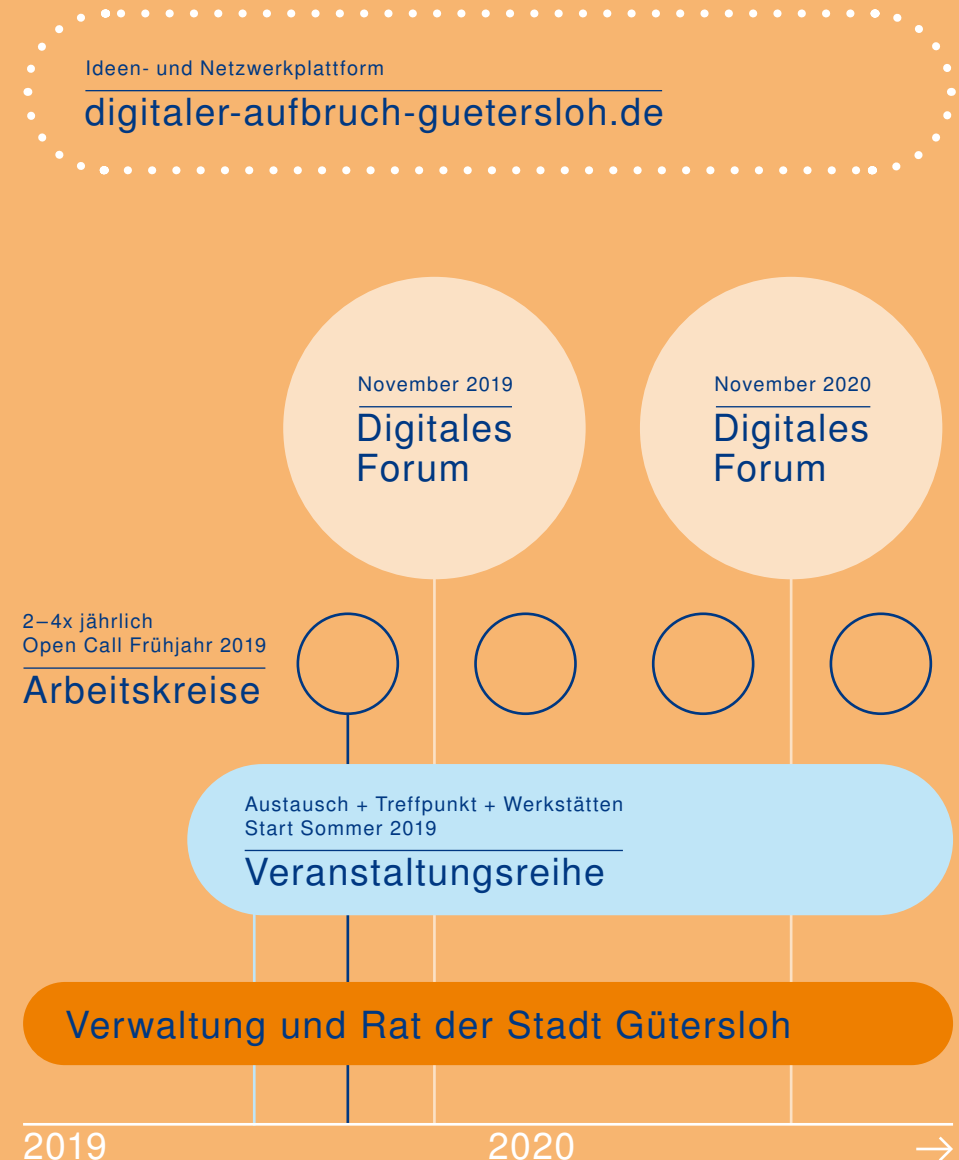 Ideen- und Netzwerkplattform
digitaler-aufbruch-guetersloh.de
November 2019
Digitales
Forum
November 2020
Digitales
Forum
2–4x jährlich
Open Call Frühjahr 2019
Arbeitskreise
Austausch + Treffpunkt + Werkstätten
Start Sommer 2019
Veranstaltungsreihe
Verwaltung und Rat der Stadt Gütersloh
2019
2020